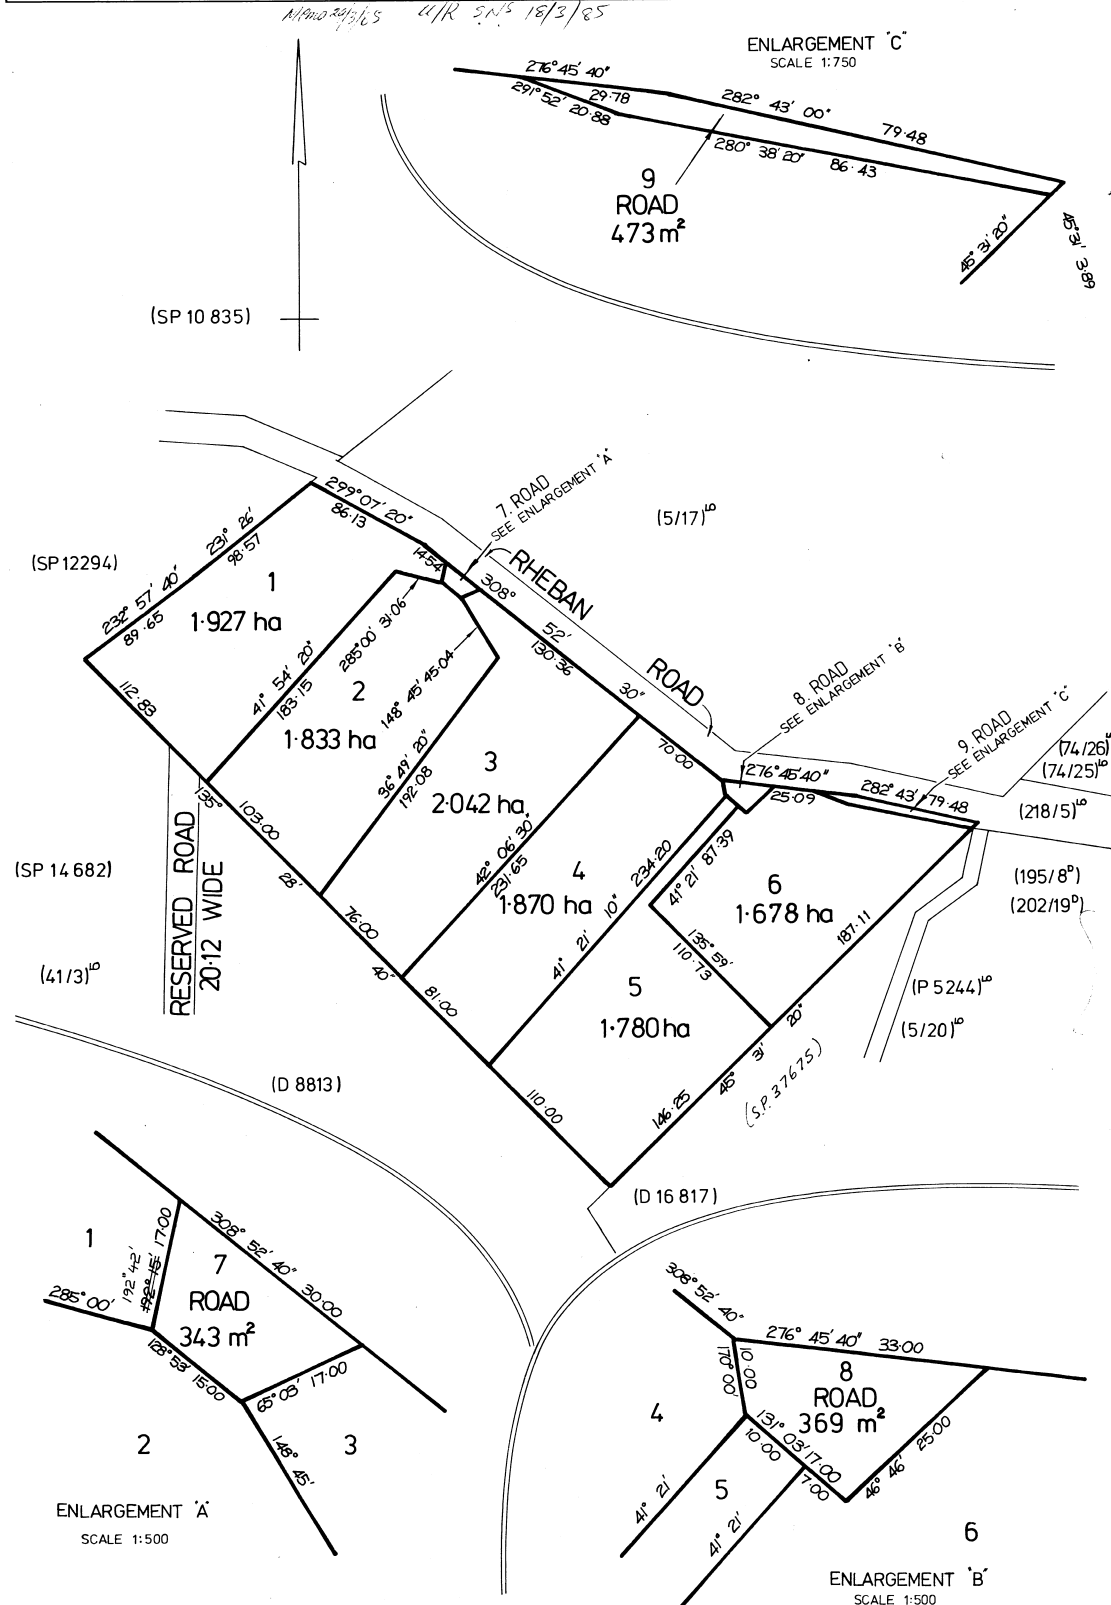 U/R S.N.S 18/3/85
ENLARGEMENT "C"
SCALE 1:750
276° 45' 40"
29·78
282° 43' 00"
79·48
291° 52' 20·88
280° 38' 20" 86·43
9
ROAD
473 m²
45° 31' 20"
45° 31' 3·89
(SP 10 835)
299° 07' 20"
86·13
14·54
7. ROAD
SEE ENLARGEMENT "A"
(5/17)
RHEBAN
ROAD
308°
52'
30"
130·36
70·00
(SP 12294)
231° 26'
98·57
232° 57' 40"
89·65
1
1·927 ha
112·83
41° 54' 20"
183·15
285° 00' 31·06
148° 45' 45·04
2
1·833 ha
36° 49' 20"
192·08
3
2·042 ha
8. ROAD
SEE ENLARGEMENT "B"
9. ROAD
SEE ENLARGEMENT "C"
276° 45' 40"
25·09
282° 43' 79·48
(74/26)
(74/25)
(218/5)
(195/8ᴰ)
(202/19ᴰ)
135°
103·00
28'
76·00
40"
81·00
110·00
RESERVED ROAD
20·12 WIDE
(SP 14 682)
(41/3)
42° 06' 30"
231·65
4
1·870 ha
41° 21' 10" 234·20
41° 21' 87·39
6
1·678 ha
135° 59'
110·73
187·11
5
1·780 ha
146·25
45° 31' 20"
(S.P. 37675)
(P 5244)
(5/20)
(D 8813)
(D 16 817)
1
285° 00'
192° 42'
192° 15' 17·00
308° 52' 40" 30·00
7
ROAD
343 m²
128° 53'
15·00
65° 03' 17·00
148° 45'
2
3
ENLARGEMENT 'A'
SCALE 1:500
308° 52' 40"
276° 45' 40" 33·00
170° 00'
10·00
8
ROAD
369 m²
131° 03' 17·00
10·00
7·00
46° 46' 25·00
4
5
6
41° 21'
41° 21'
ENLARGEMENT 'B'
SCALE 1:500